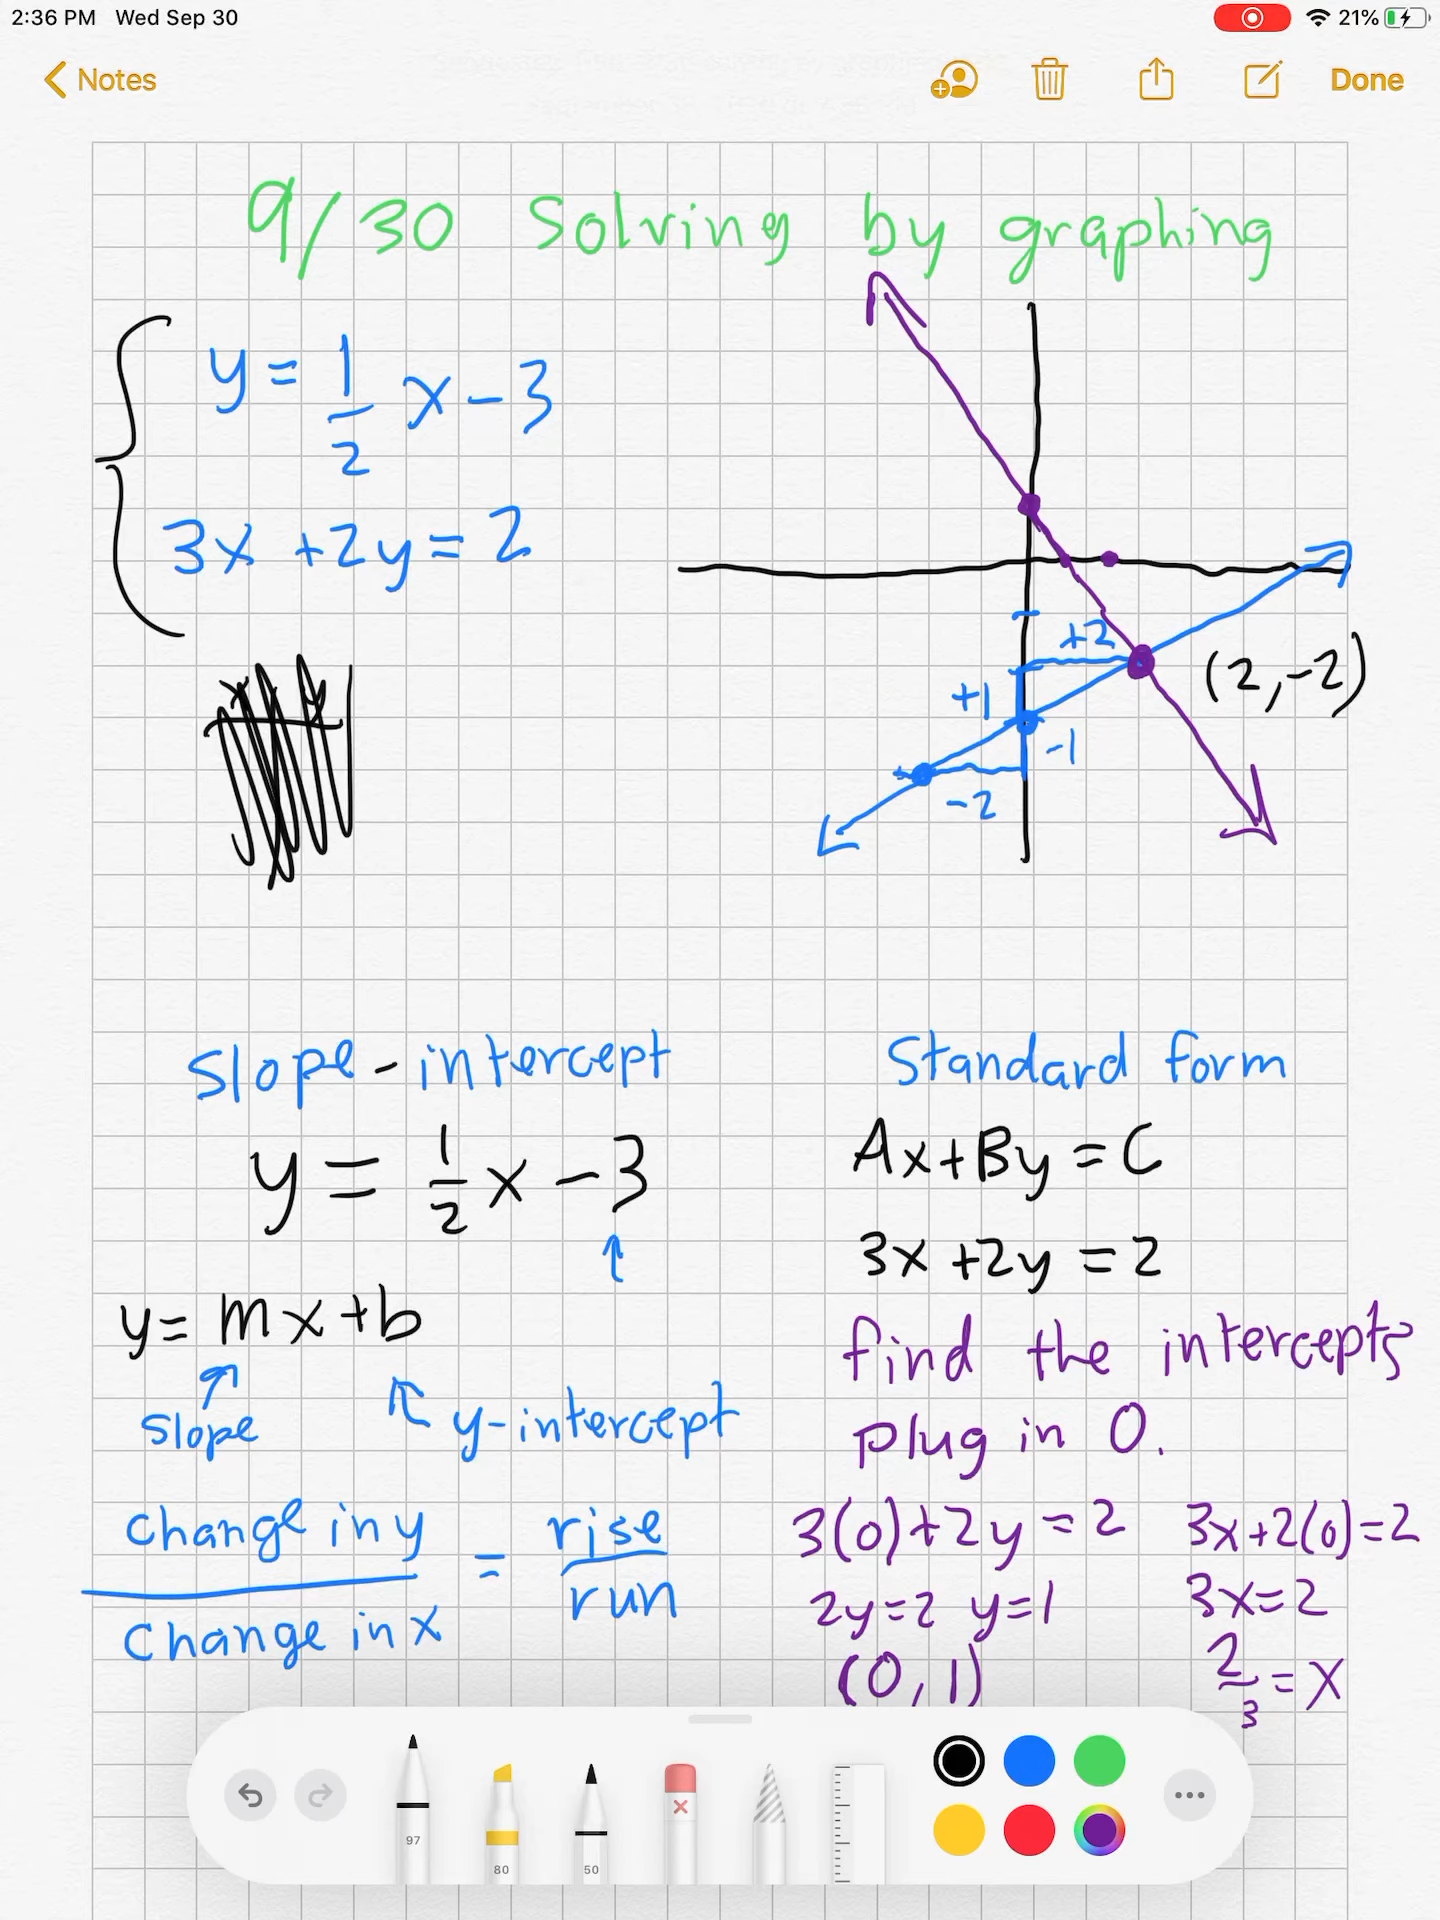 2:36 PM Wed Sep 30
21%
Notes
Done
9/30 Solving by graphing
y = 1/2 x - 3
3x + 2y = 2
+2
+1
(2, -2)
-1
-2
Slope - intercept
y = 1/2 x - 3
y = mx + b
slope
y-intercept
change in y / change in x = rise / run
Standard form
Ax + By = C
3x + 2y = 2
find the intercepts
plug in 0.
3(0) + 2y = 2
2y = 2 y = 1
(0, 1)
3x + 2(0) = 2
3x = 2
2/3 = x
97
80
50